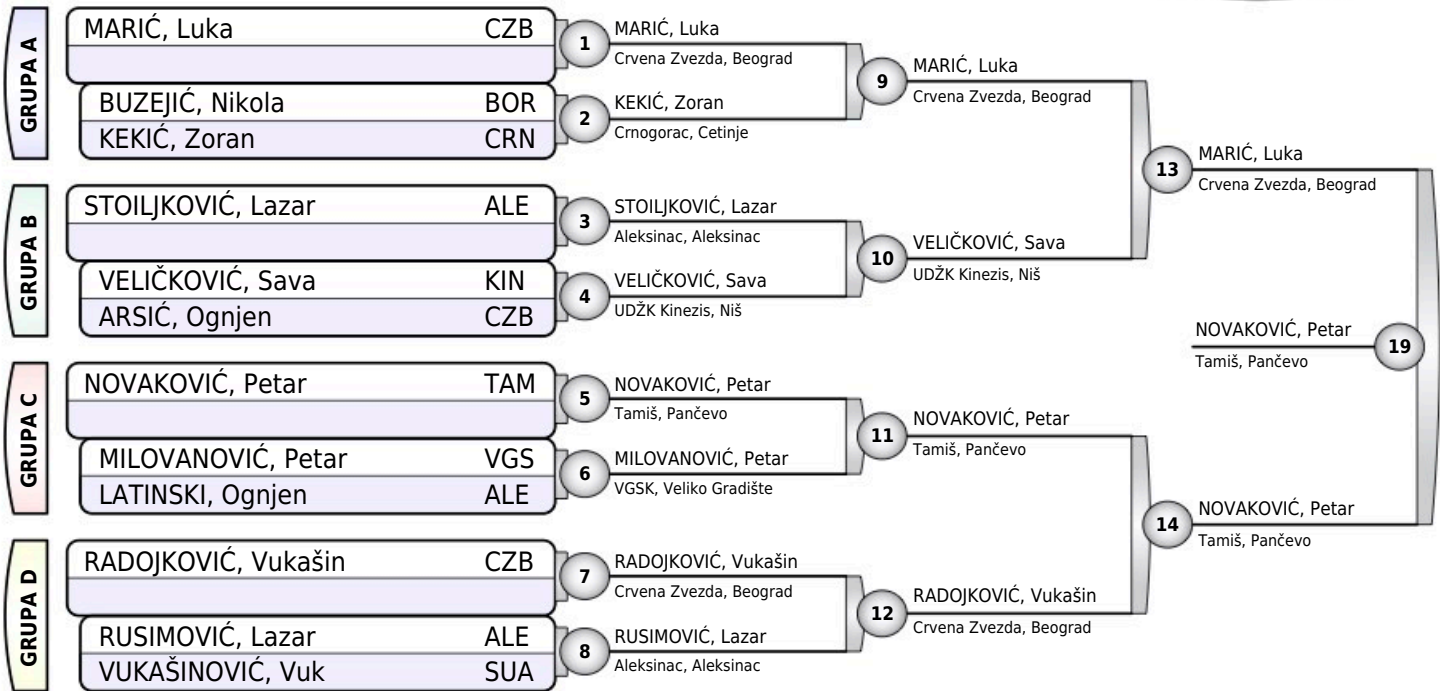 GRUPA A
MARIĆ, Luka CZB
BUZEJIĆ, Nikola BOR
KEKIĆ, Zoran CRN
GRUPA B
STOILJKOVIĆ, Lazar ALE
VELIČKOVIĆ, Sava KIN
ARSIĆ, Ognjen CZB
GRUPA C
NOVAKOVIĆ, Petar TAM
MILOVANOVIĆ, Petar VGS
LATINSKI, Ognjen ALE
GRUPA D
RADOJKOVIĆ, Vukašin CZB
RUSIMOVIĆ, Lazar ALE
VUKAŠINOVIĆ, Vuk SUA
1 MARIĆ, Luka
Crvena Zvezda, Beograd
2 KEKIĆ, Zoran
Crnogorac, Cetinje
3 STOILJKOVIĆ, Lazar
Aleksinac, Aleksinac
4 VELIČKOVIĆ, Sava
UDŽK Kinezis, Niš
5 NOVAKOVIĆ, Petar
Tamiš, Pančevo
6 MILOVANOVIĆ, Petar
VGSK, Veliko Gradište
7 RADOJKOVIĆ, Vukašin
Crvena Zvezda, Beograd
8 RUSIMOVIĆ, Lazar
Aleksinac, Aleksinac
9 MARIĆ, Luka
Crvena Zvezda, Beograd
10 VELIČKOVIĆ, Sava
UDŽK Kinezis, Niš
11 NOVAKOVIĆ, Petar
Tamiš, Pančevo
12 RADOJKOVIĆ, Vukašin
Crvena Zvezda, Beograd
13 MARIĆ, Luka
Crvena Zvezda, Beograd
14 NOVAKOVIĆ, Petar
Tamiš, Pančevo
NOVAKOVIĆ, Petar 19
Tamiš, Pančevo